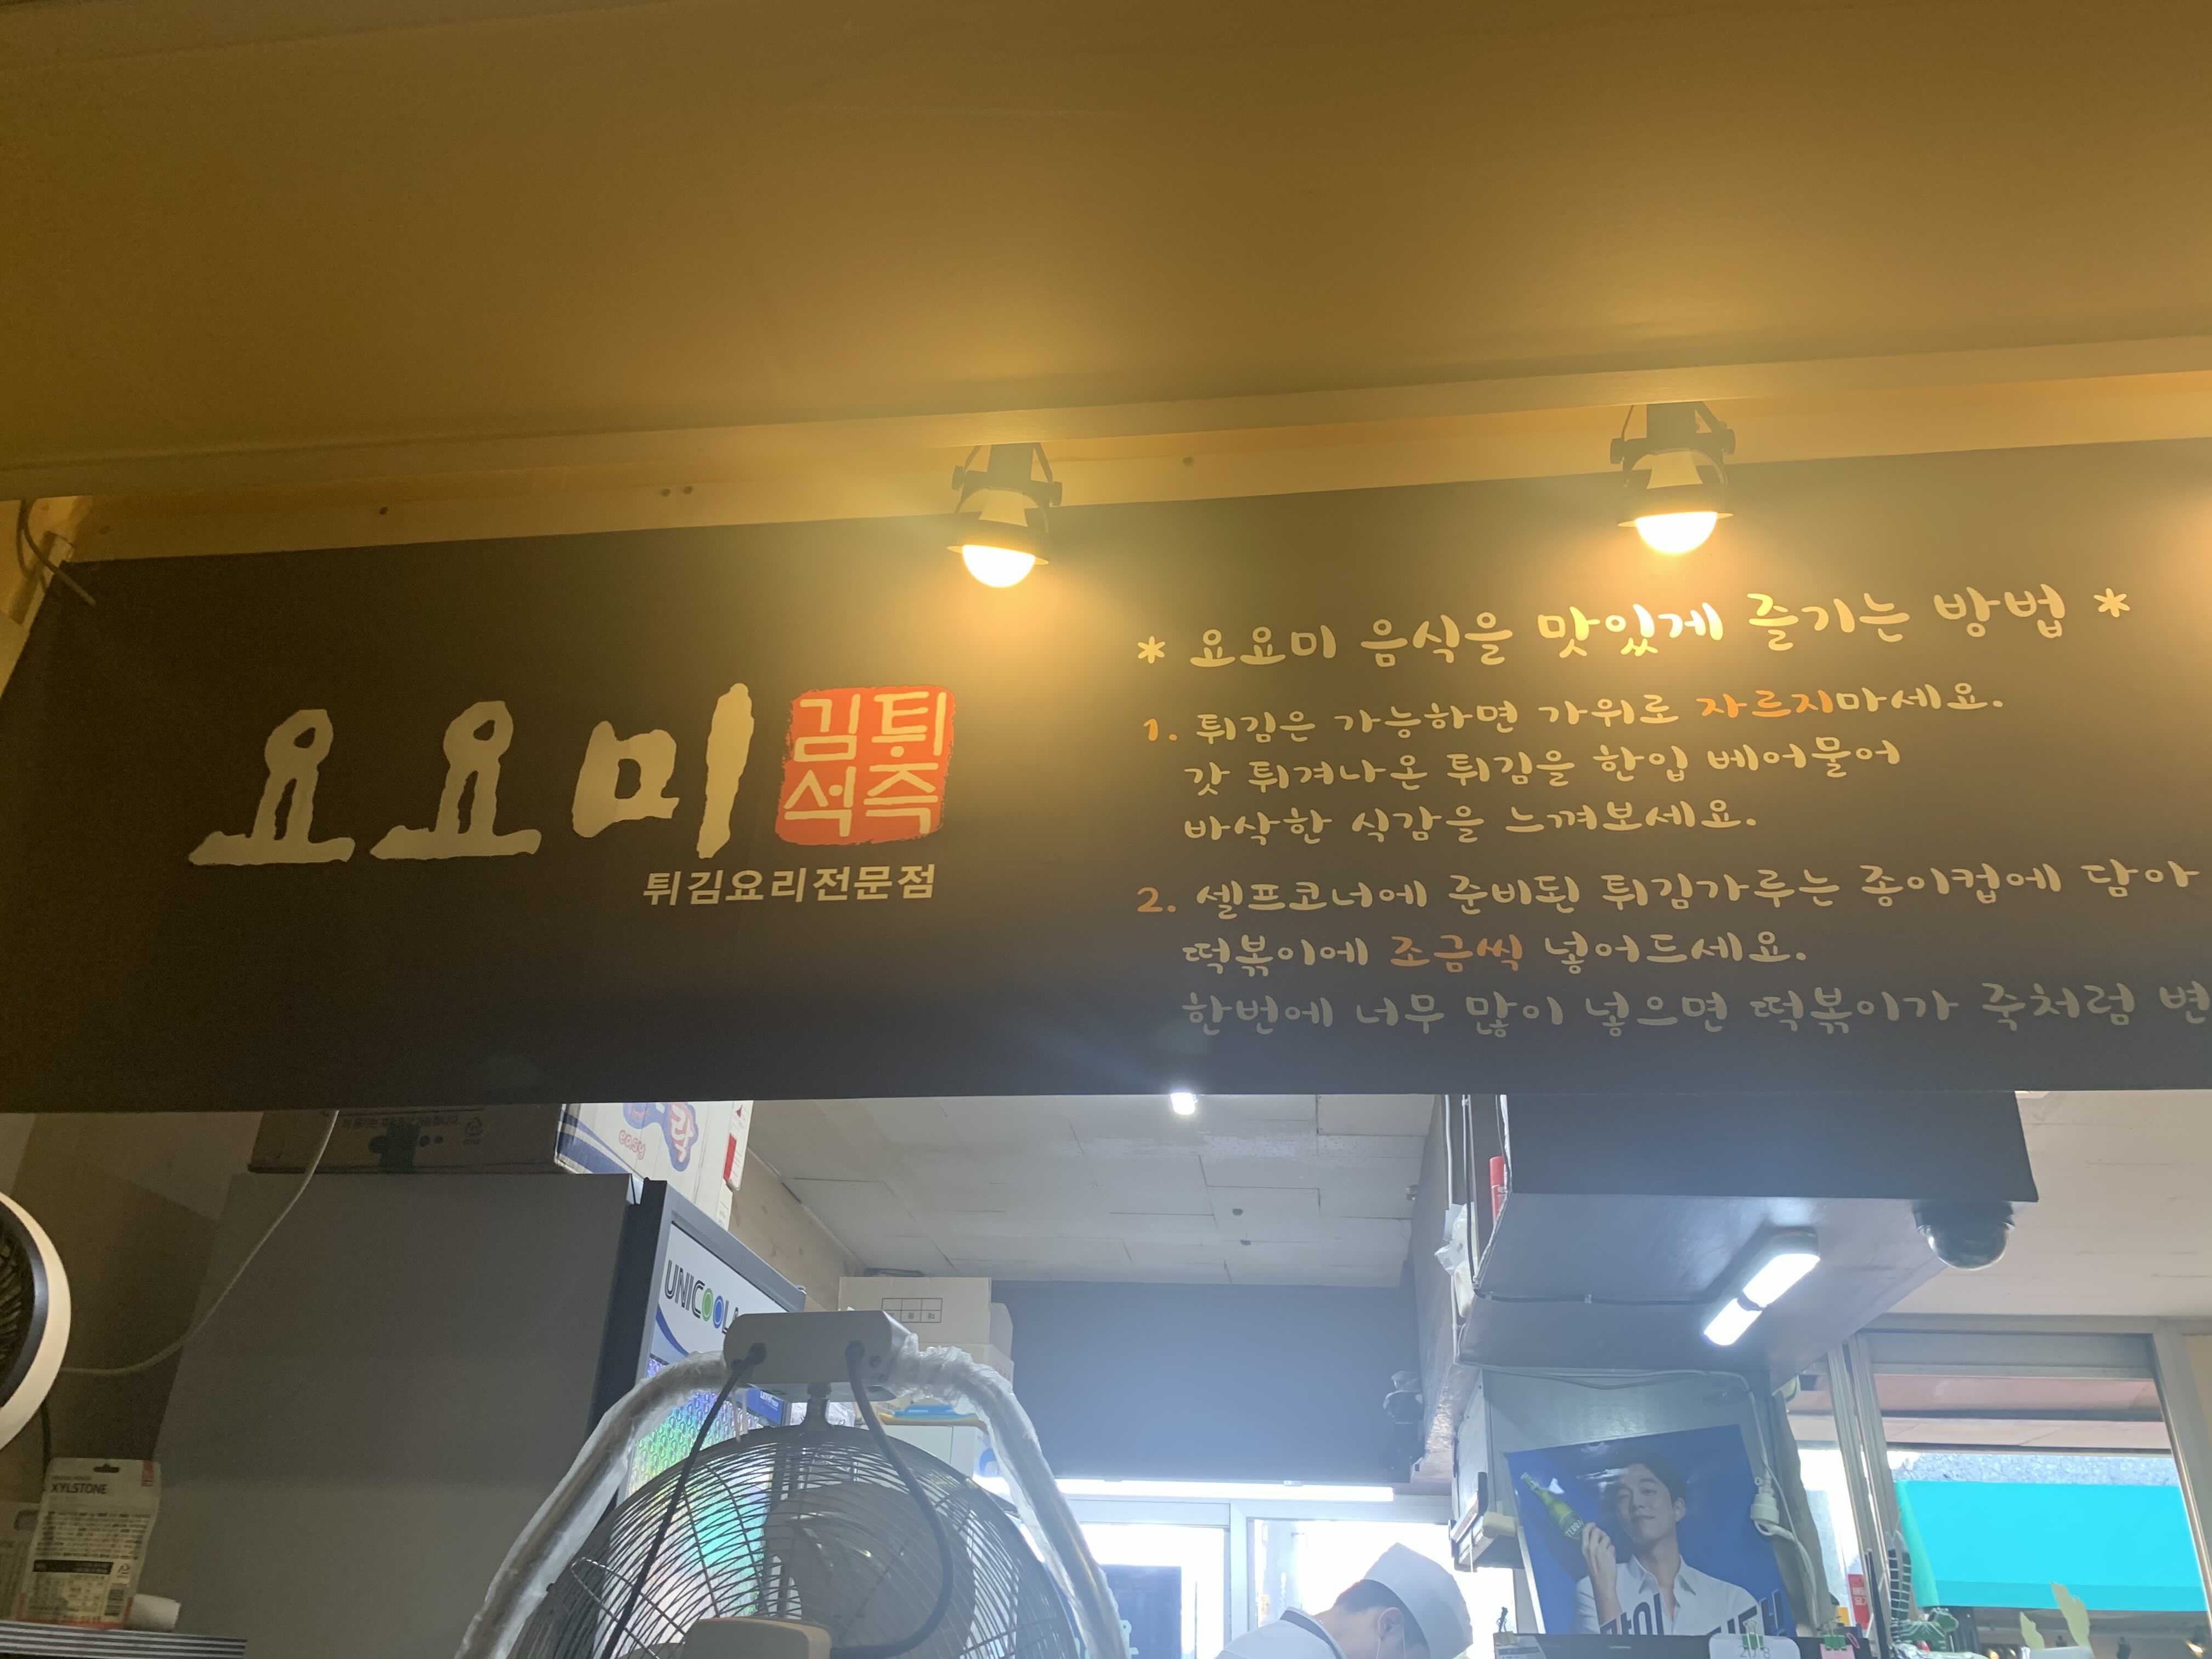 요요미
즉석
튀김
튀김요리전문점
* 요요미 음식을 맛있게 즐기는 방법 *
1. 튀김은 가능하면 가위로 자르지마세요.
갓 튀겨나온 튀김을 한입 베어물어
바삭한 식감을 느껴보세요.
2. 셀프코너에 준비된 튀김가루는 종이컵에 담아
떡볶이에 조금씩 넣어드세요.
한번에 너무 많이 넣으면 떡볶이가 죽처럼 변
easy
UNICOOL
XYLSTONE